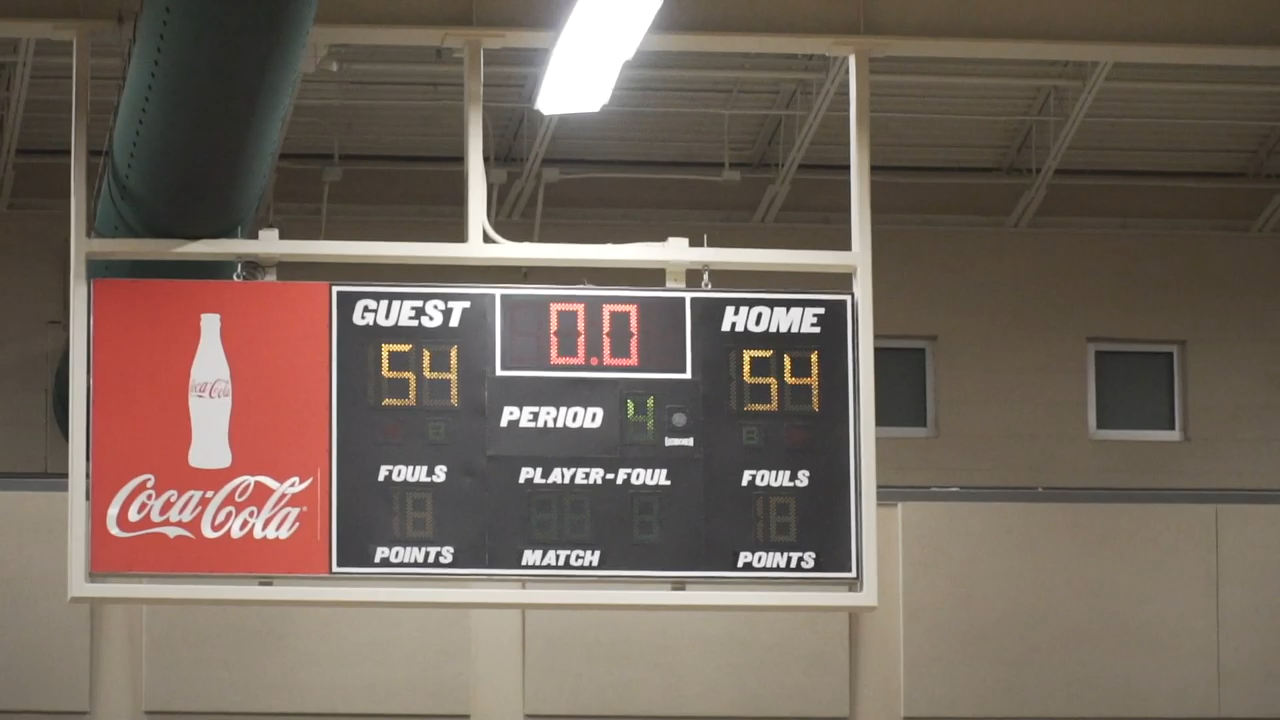 GUEST
0.0
HOME
54
54
PERIOD 4
B
B
Coca-Cola
FOULS
PLAYER-FOUL
FOULS
Coca-Cola
POINTS
MATCH
POINTS